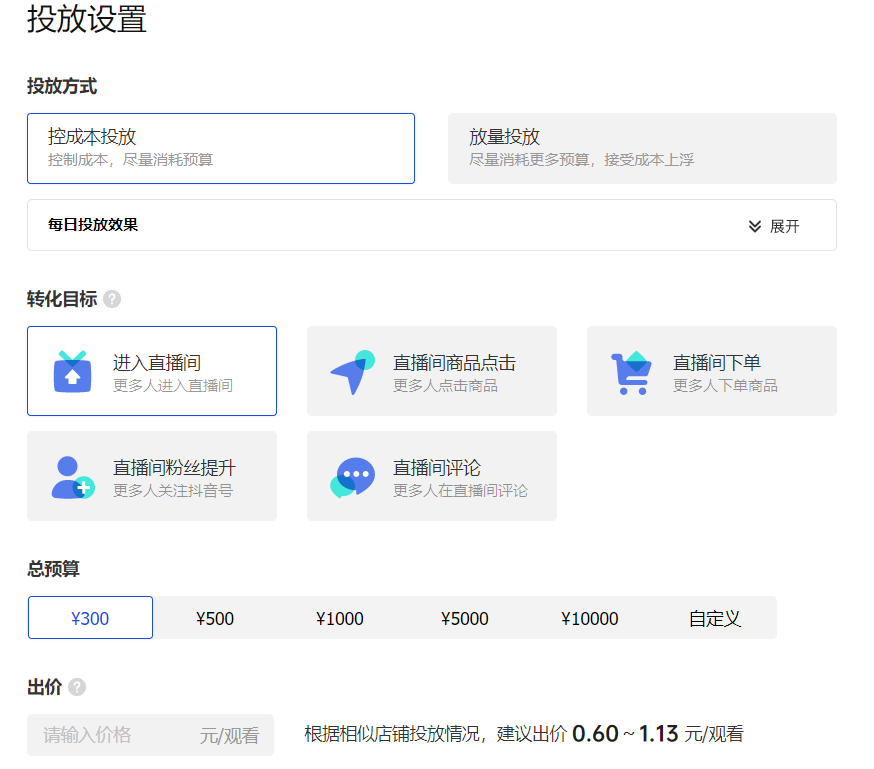 投放设置
投放方式
控成本投放
控制成本，尽量消耗预算
放量投放
尽量消耗更多预算，接受成本上浮
每日投放效果
展开
转化目标 ?
进入直播间
更多人进入直播间
直播间商品点击
更多人点击商品
直播间下单
更多人下单商品
直播间粉丝提升
更多人关注抖音号
直播间评论
更多人在直播间评论
总预算
¥300 ¥500 ¥1000 ¥5000 ¥10000 自定义
出价 ?
请输入价格 元/观看 根据相似店铺投放情况，建议出价 0.60 ~ 1.13 元/观看